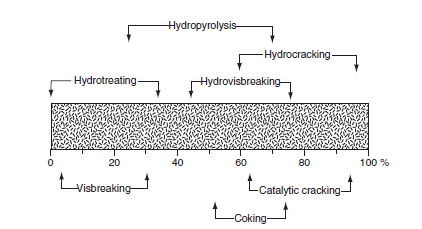 Hydropyrolysis
Hydrocracking
Hydrotreating
Hydrovisbreaking
0 20 40 60 80 100 %
Visbreaking
Catalytic cracking
Coking